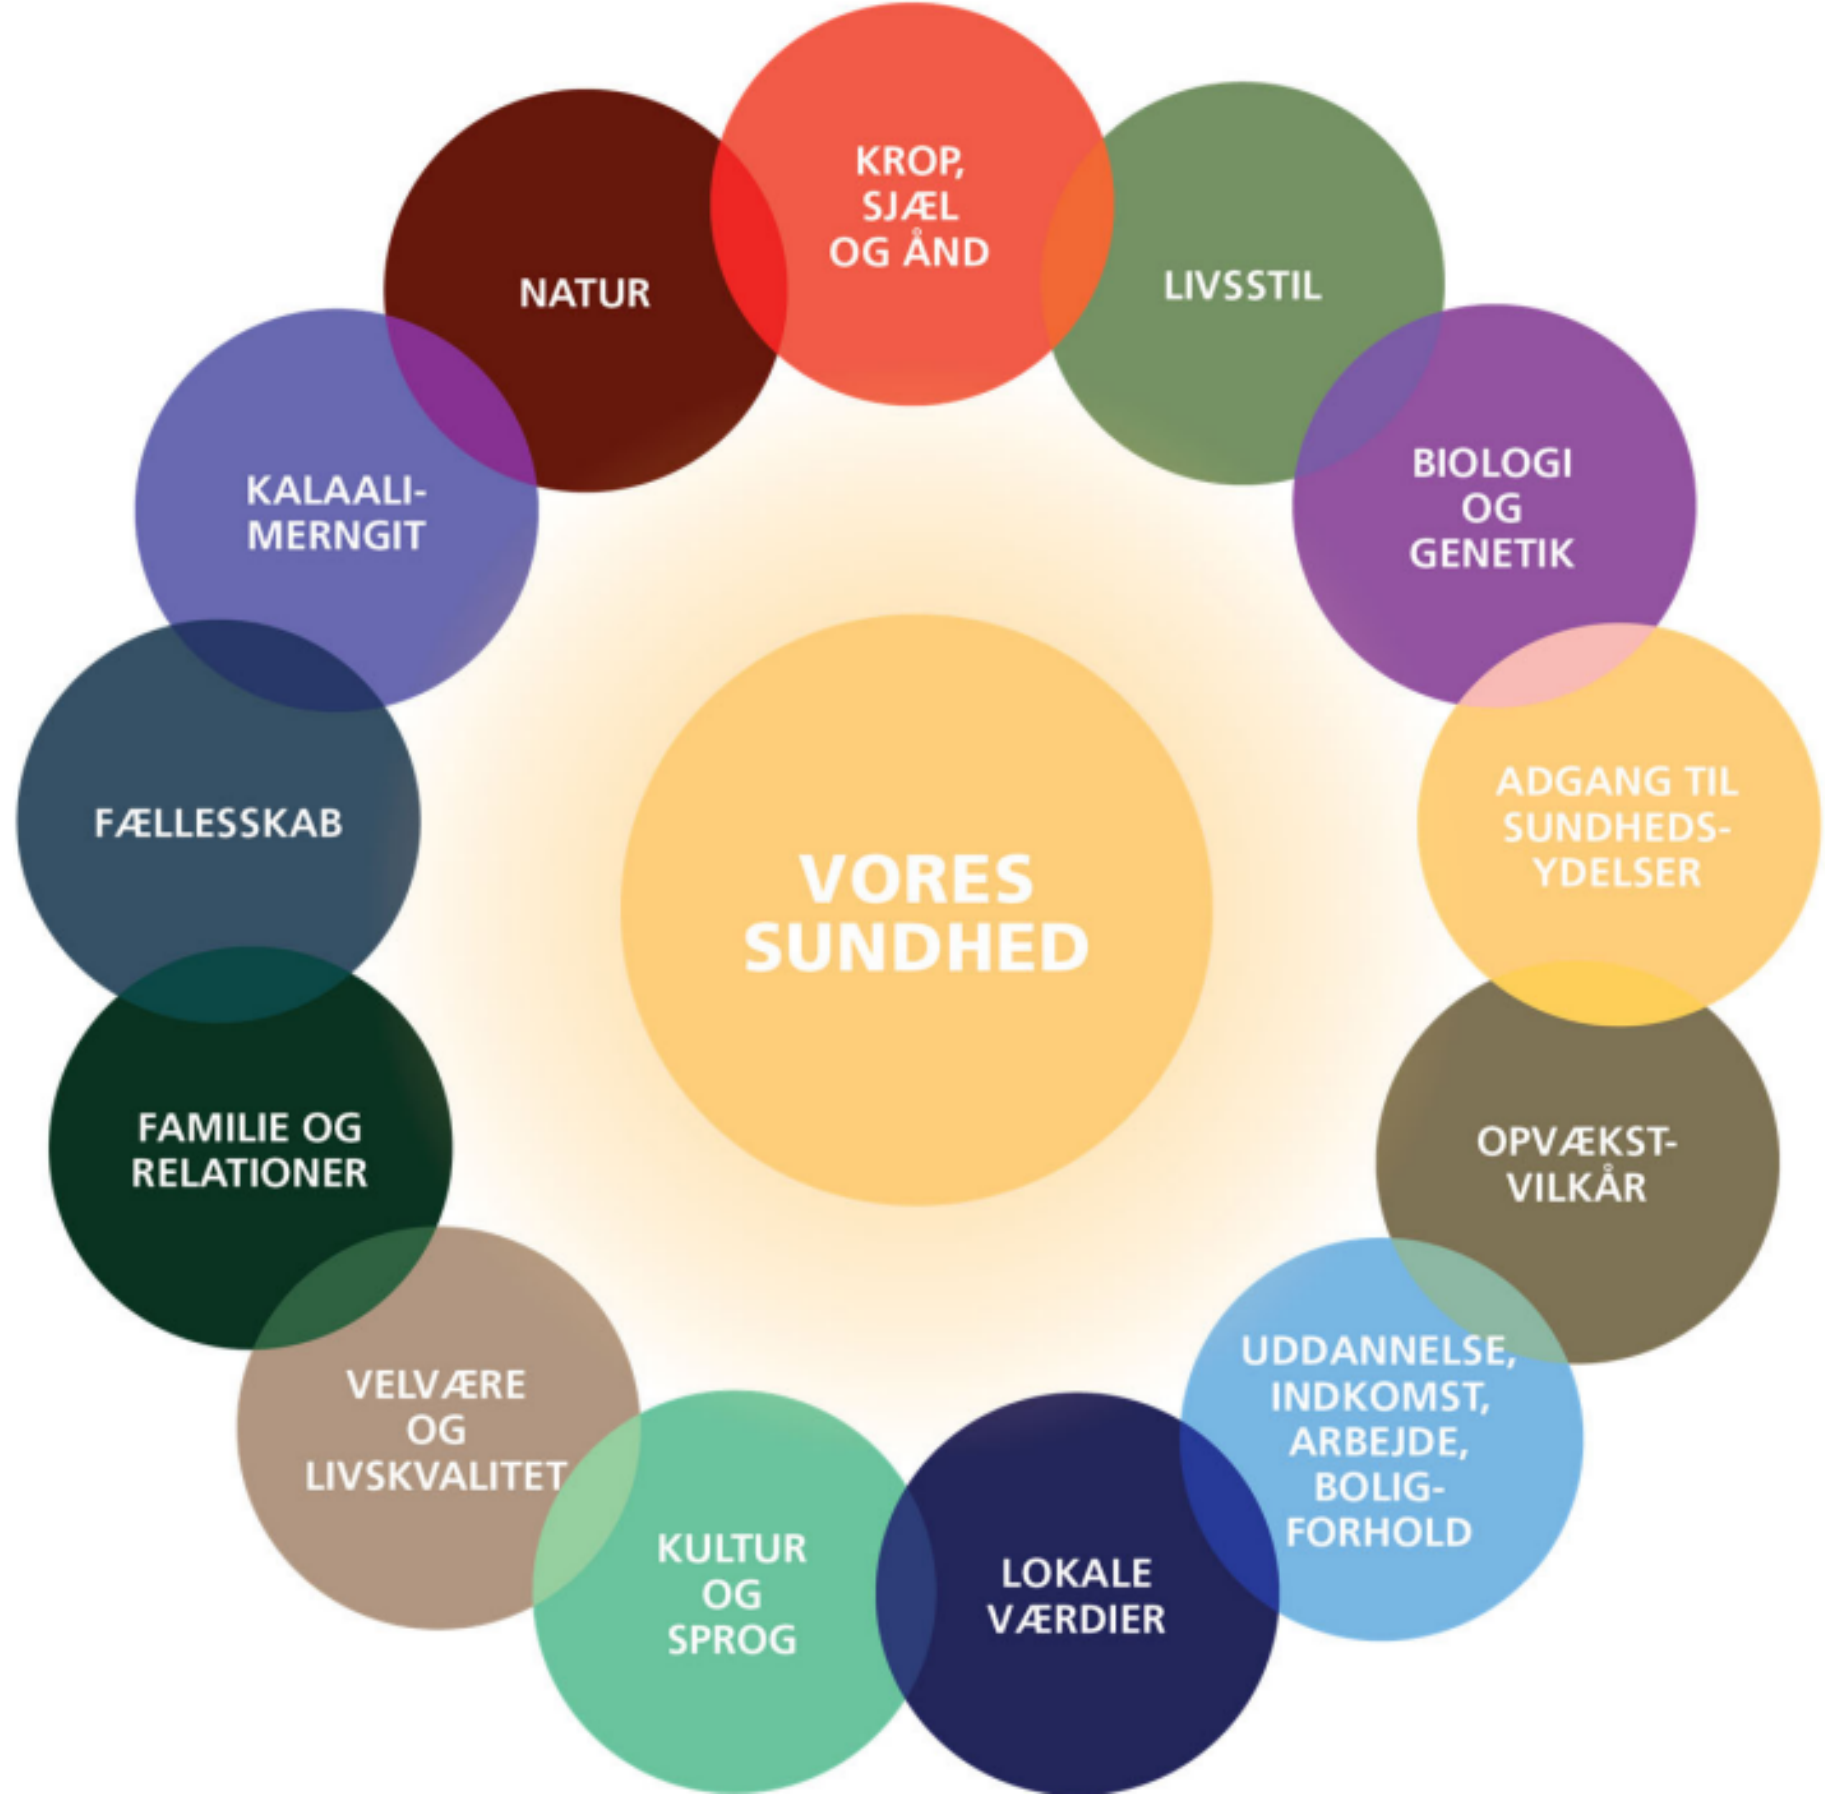 KROP,
SJÆL
OG ÅND
LIVSSTIL
BIOLOGI
OG
GENETIK
ADGANG TIL
SUNDHEDS-
YDELSER
OPVÆKST-
VILKÅR
UDDANNELSE,
INDKOMST,
ARBEJDE,
BOLIG-
FORHOLD
LOKALE
VÆRDIER
KULTUR
OG
SPROG
VELVÆRE
OG
LIVSKVALITET
FAMILIE OG
RELATIONER
FÆLLESSKAB
KALAALI-
MERNGIT
NATUR
VORES
SUNDHED